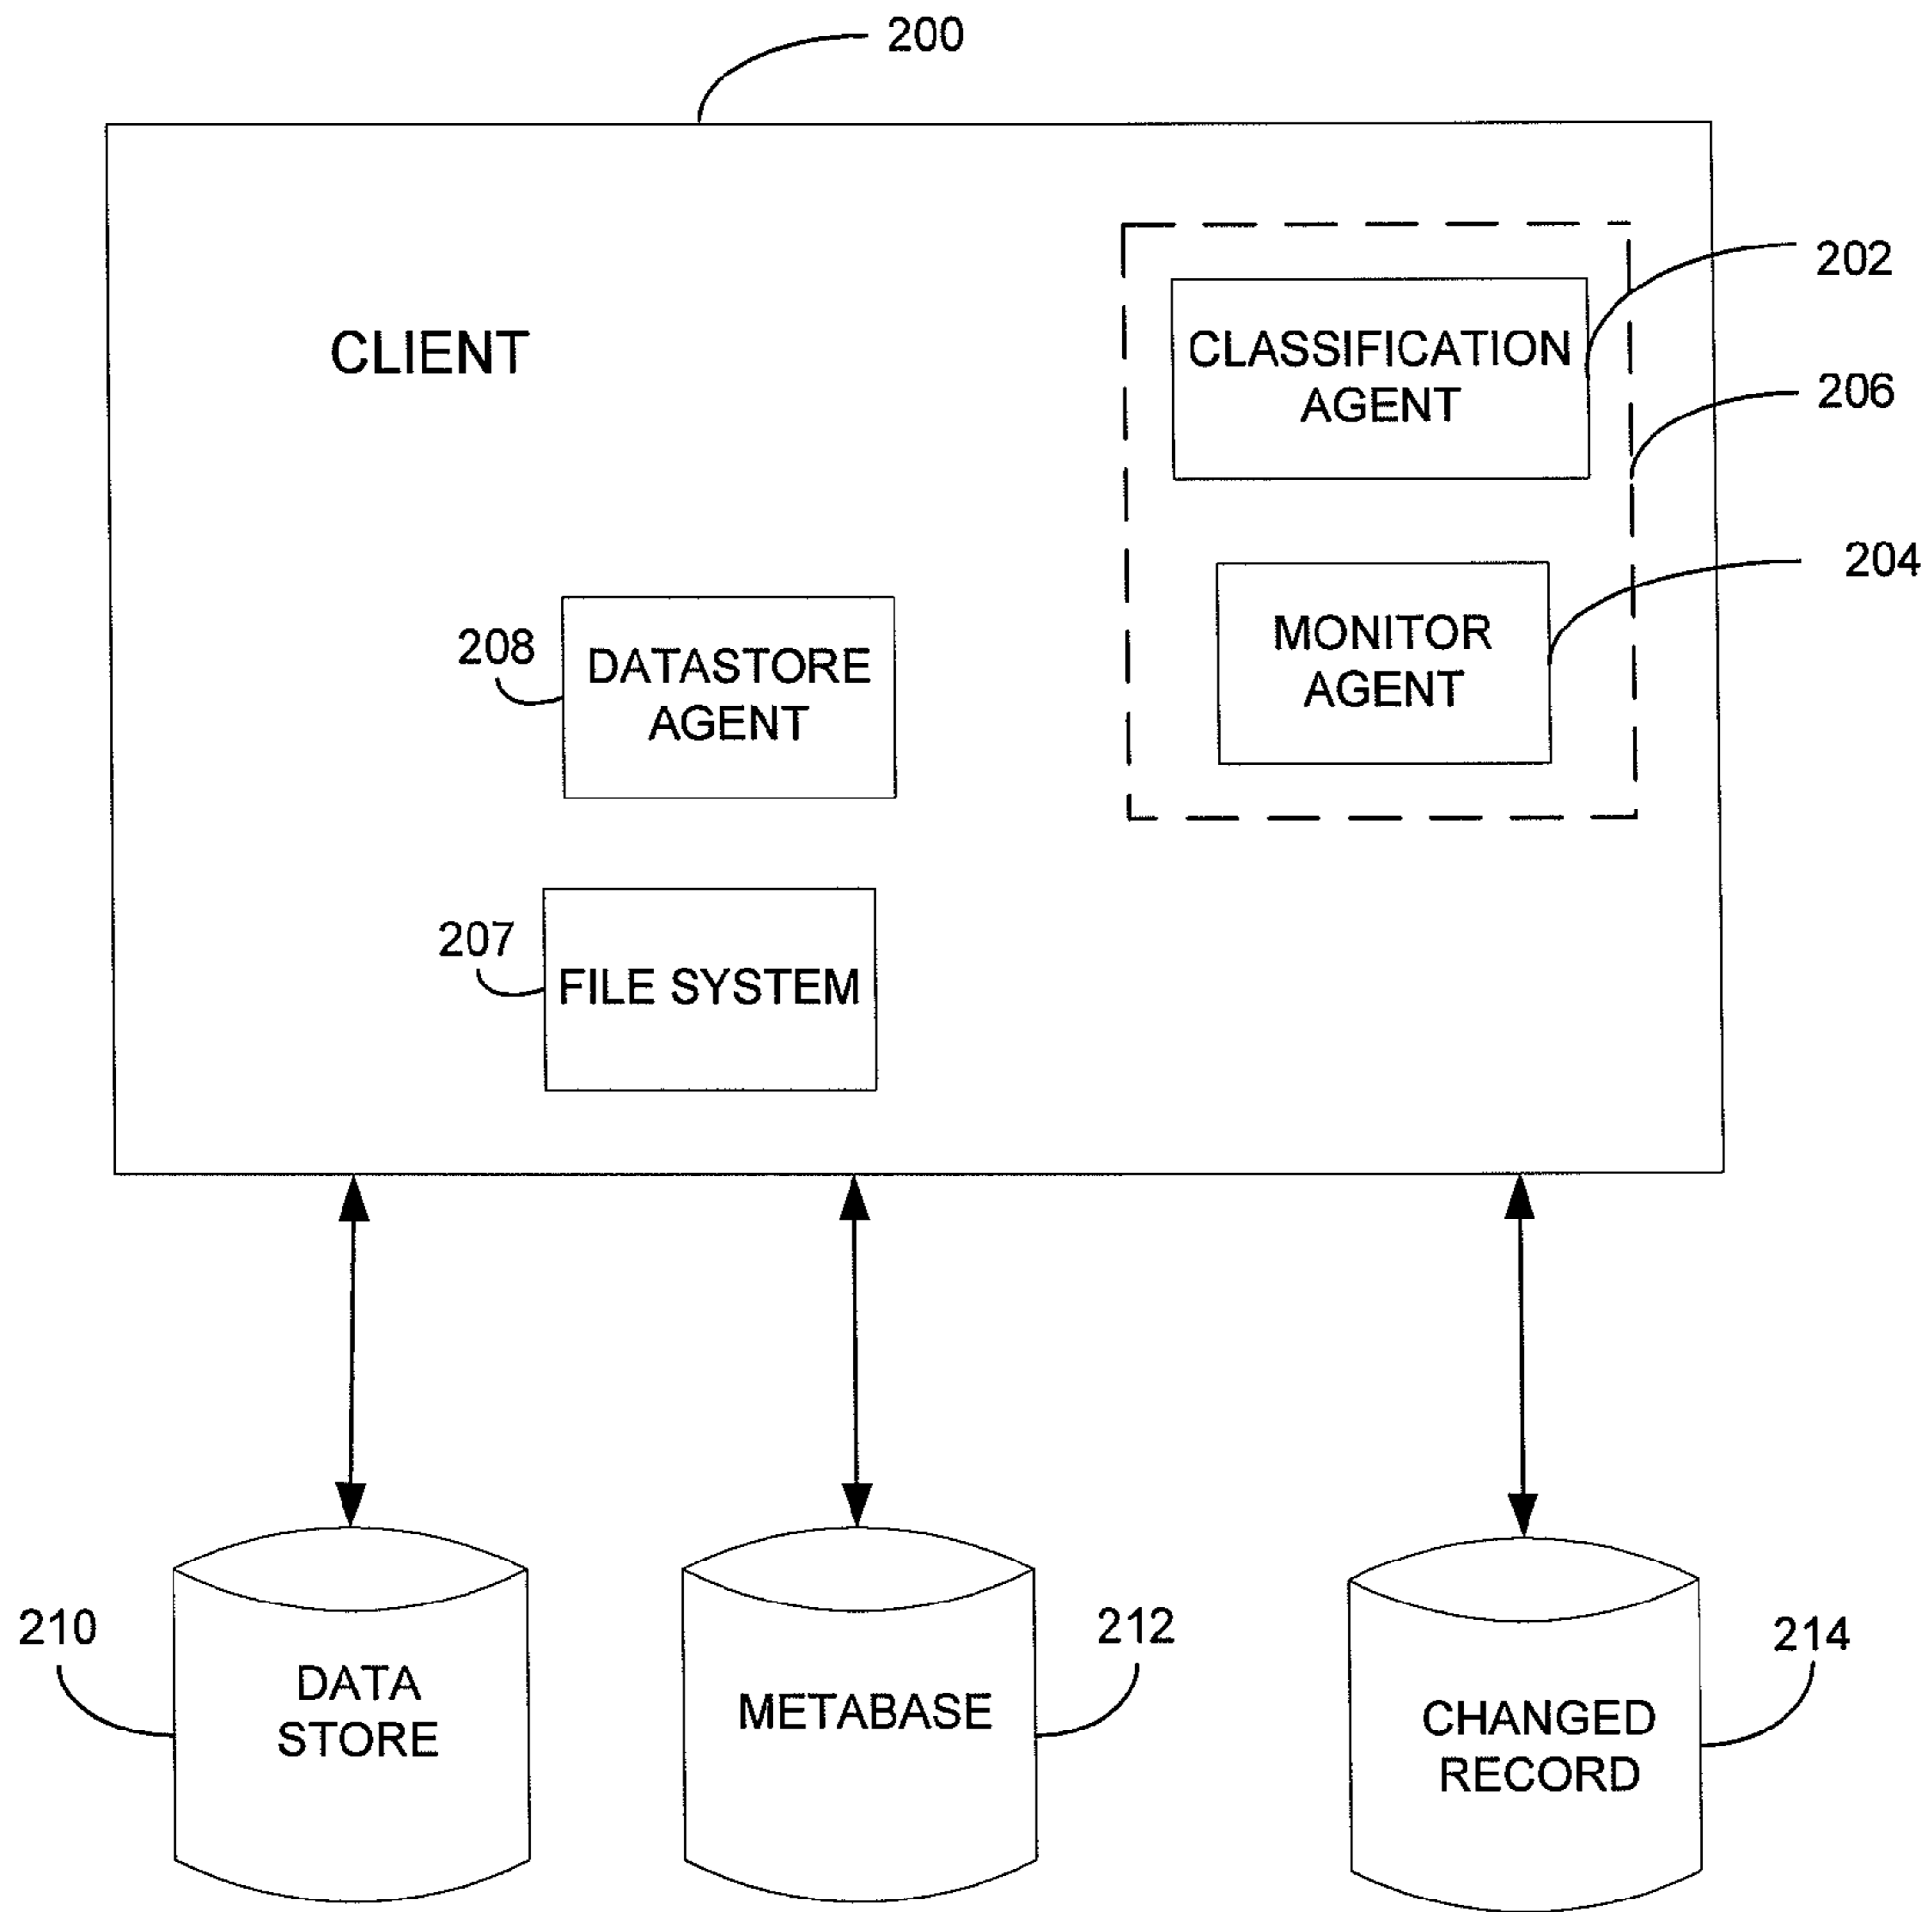 200
CLIENT
CLASSIFICATION
AGENT
202
206
MONITOR
AGENT
204
208
DATASTORE
AGENT
207
FILE SYSTEM
210
DATA
STORE
METABASE
212
CHANGED
RECORD
214